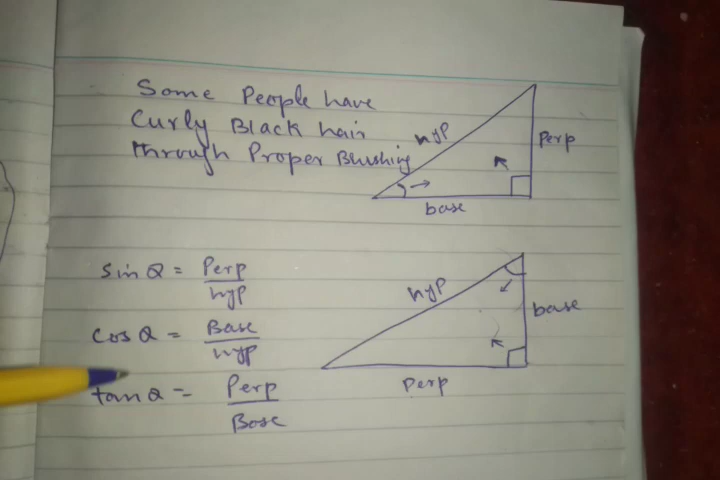 Some People have
Curly Black hair
through Proper Brushing
hyp
Perp
base
sin Q = Perp
hyp
cos Q = Base
hyp
tan Q = Perp
Base
hyp
base
Perp